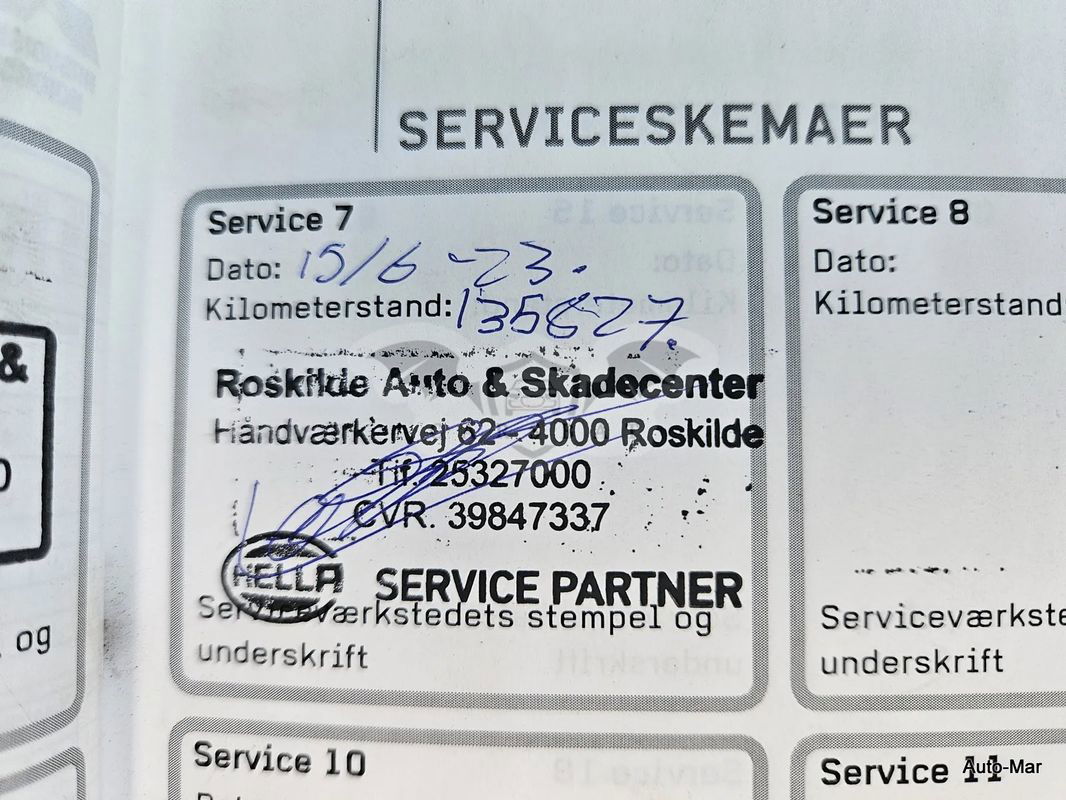 SERVICESKEMAER
Service 7
Dato: 15/6 -23.
Kilometerstand: 135827.
Roskilde Auto & Skadecenter
Håndværkervej 62 - 4000 Roskilde
Tlf. 25327000
CVR. 39847337
HELLA SERVICE PARTNER
Serviceværkstedets stempel og
underskrift
Service 8
Dato:
Kilometerstand
Serviceværkste
underskrift
&
og
Service 10
Service 11
Auto-Mar